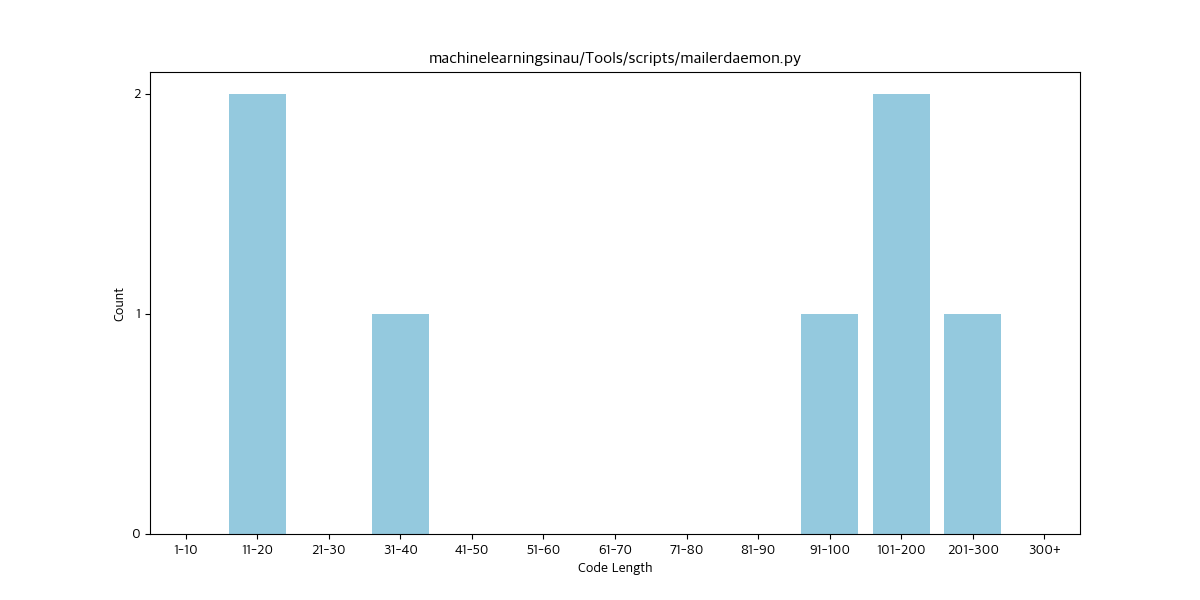 machinelearningsinau/Tools/scripts/mailerdaemon.py
Count
2
1
0
1-10 11-20 21-30 31-40 41-50 51-60 61-70 71-80 81-90 91-100 101-200 201-300 300+
Code Length